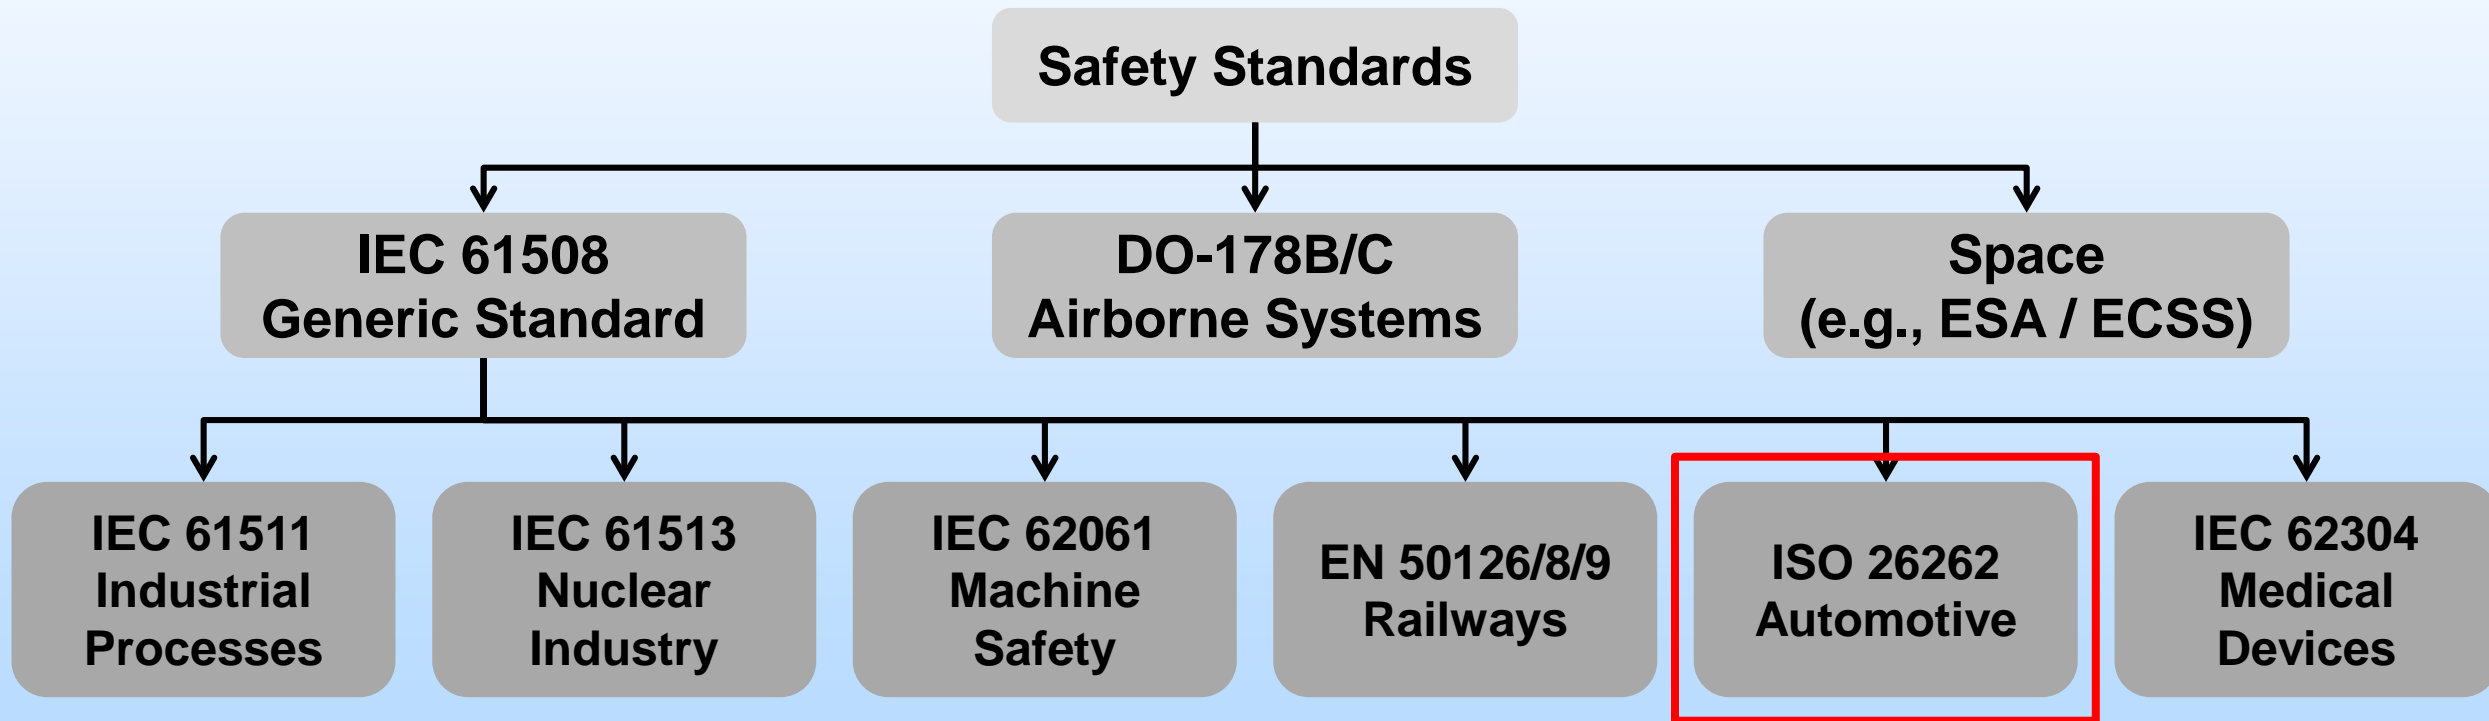 Safety Standards
IEC 61508
Generic Standard
DO-178B/C
Airborne Systems
Space
(e.g., ESA / ECSS)
IEC 61511
Industrial
Processes
IEC 61513
Nuclear
Industry
IEC 62061
Machine
Safety
EN 50126/8/9
Railways
ISO 26262
Automotive
IEC 62304
Medical
Devices